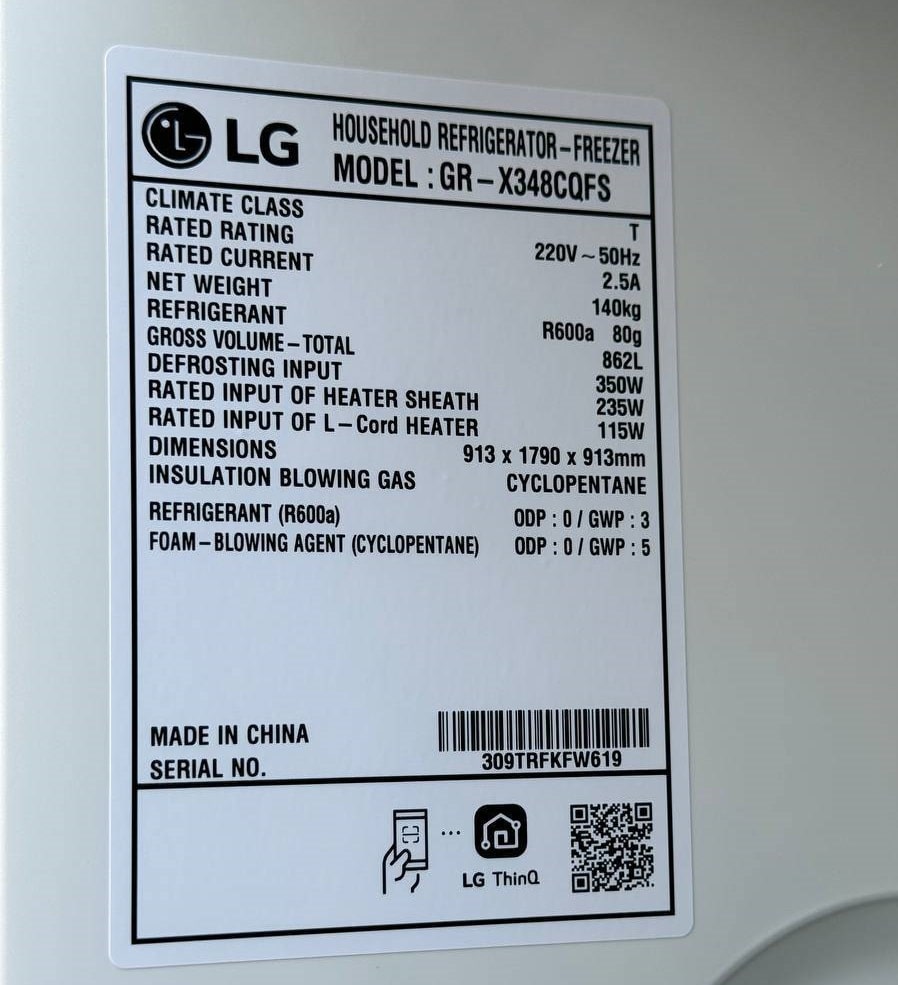 LG
HOUSEHOLD REFRIGERATOR-FREEZER
MODEL : GR-X348CQFS
CLIMATE CLASS T
RATED RATING 220V ~ 50Hz
RATED CURRENT 2.5A
NET WEIGHT 140kg
REFRIGERANT R600a 80g
GROSS VOLUME-TOTAL 862L
DEFROSTING INPUT 350W
RATED INPUT OF HEATER SHEATH 235W
RATED INPUT OF L-Cord HEATER 115W
DIMENSIONS 913 x 1790 x 913mm
INSULATION BLOWING GAS CYCLOPENTANE
REFRIGERANT (R600a) ODP : 0 / GWP : 3
FOAM-BLOWING AGENT (CYCLOPENTANE) ODP : 0 / GWP : 5
MADE IN CHINA
SERIAL NO. 309TRFKFW619
LG ThinQ